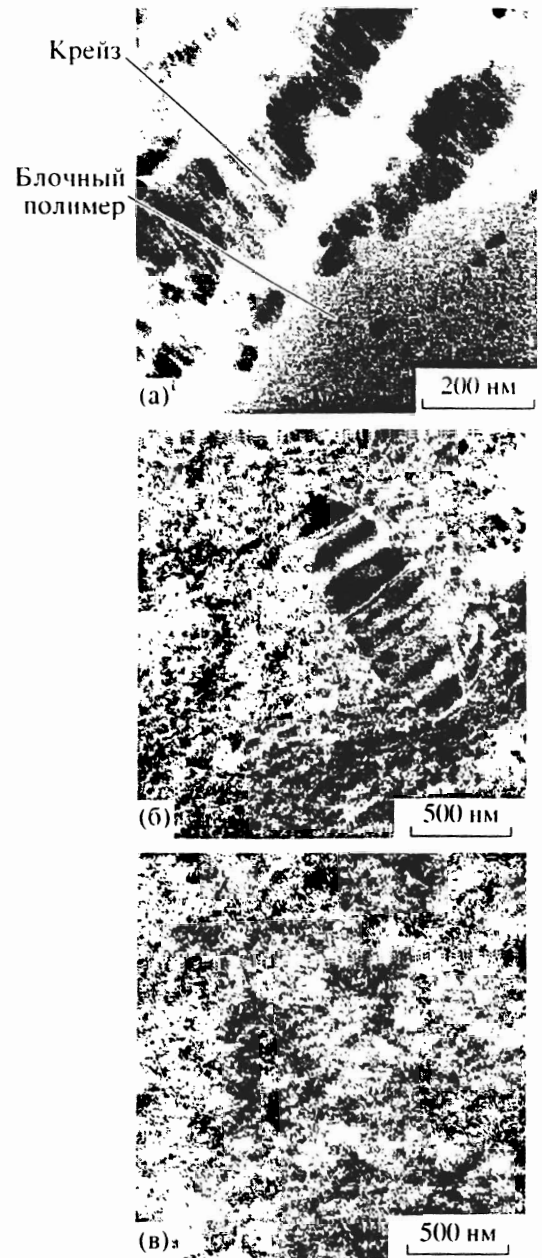 Крейз
Блочный
полимер
(а)
200 нм
(б)
500 нм
(в)
500 нм